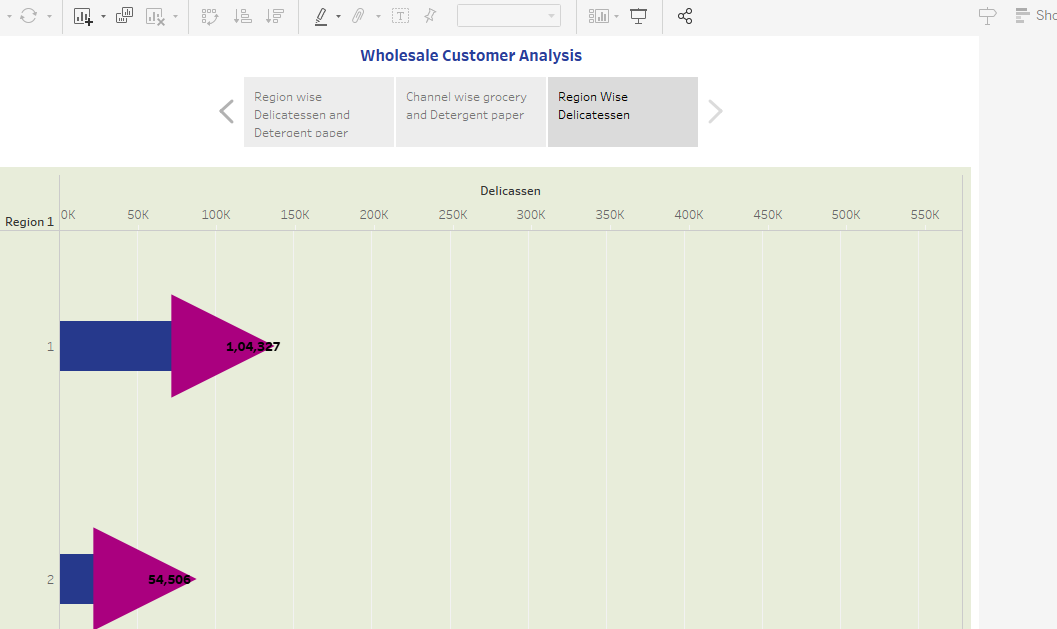 Sho
Wholesale Customer Analysis
Region wise
Delicatessen and
Detergent paper
Channel wise grocery
and Detergent paper
Region Wise
Delicatessen
Delicassen
Region 1
0K 50K 100K 150K 200K 250K 300K 350K 400K 450K 500K 550K
1
1,04,327
2
54,506